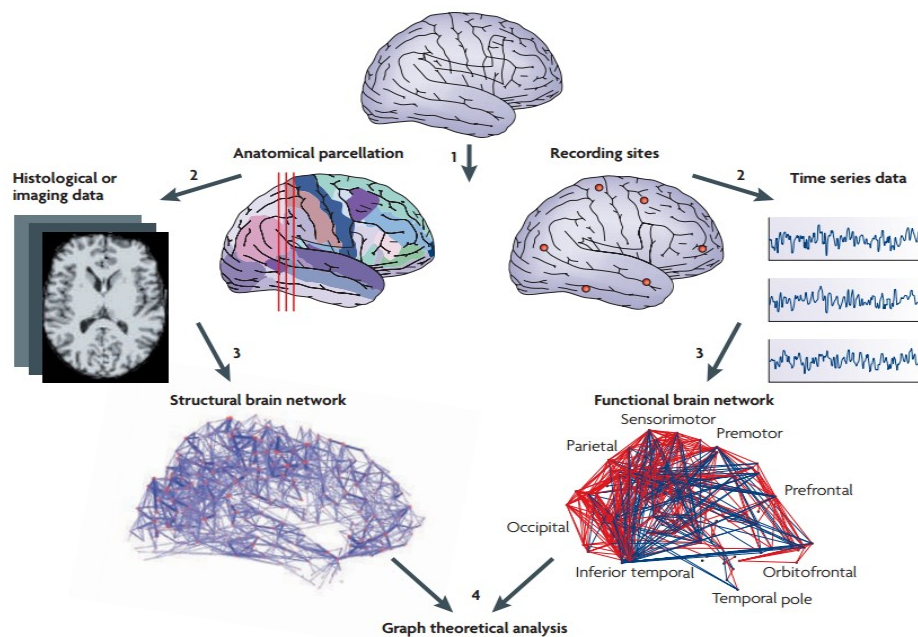 Anatomical parcellation
1
Recording sites
Histological or
imaging data
2
2
Time series data
3
3
Structural brain network
Functional brain network
Sensorimotor
Parietal
Premotor
Prefrontal
Occipital
Inferior temporal
Orbitofrontal
Temporal pole
4
Graph theoretical analysis